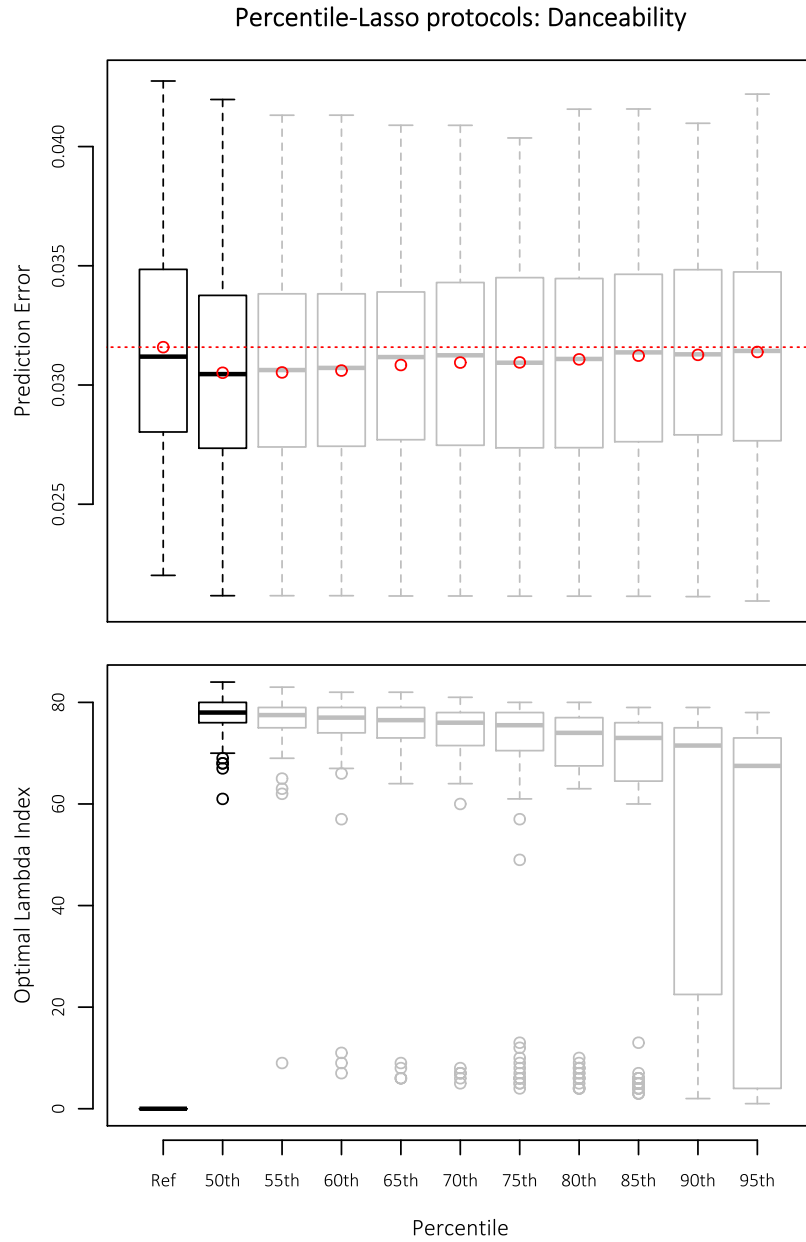 Percentile-Lasso protocols: Danceability
Prediction Error
0.040
0.035
0.030
0.025
Optimal Lambda Index
80
60
40
20
0
Ref 50th 55th 60th 65th 70th 75th 80th 85th 90th 95th
Percentile